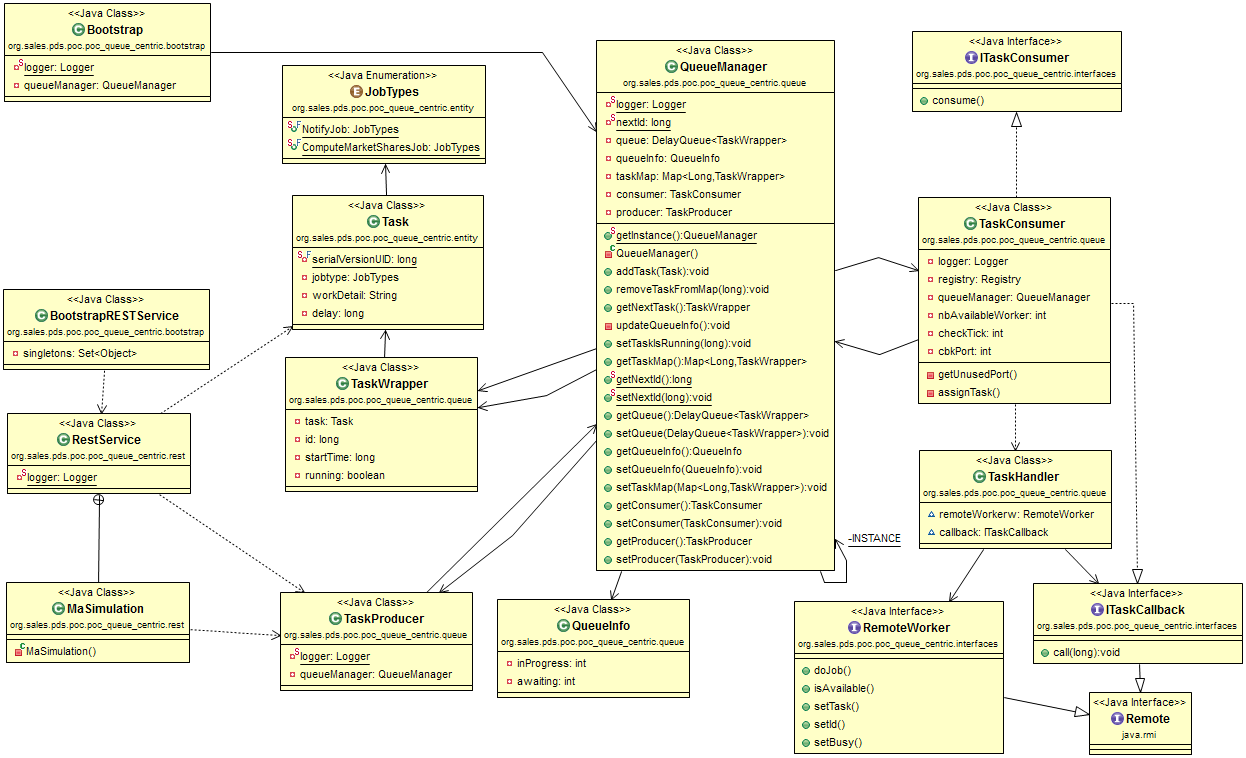 <<Java Class>>
Bootstrap
org.sales.pds.poc.poc_queue_centric.bootstrap
logger: Logger
queueManager: QueueManager
<<Java Enumeration>>
JobTypes
org.sales.pds.poc.poc_queue_centric.entity
NotifyJob: JobTypes
ComputeMarketSharesJob: JobTypes
<<Java Class>>
Task
org.sales.pds.poc.poc_queue_centric.entity
serialVersionUID: long
jobtype: JobTypes
workDetail: String
delay: long
<<Java Class>>
BootstrapRESTService
org.sales.pds.poc.poc_queue_centric.bootstrap
singletons: Set<Object>
<<Java Class>>
TaskWrapper
org.sales.pds.poc.poc_queue_centric.queue
task: Task
id: long
startTime: long
running: boolean
<<Java Class>>
RestService
org.sales.pds.poc.poc_queue_centric.rest
logger: Logger
<<Java Class>>
MaSimulation
org.sales.pds.poc.poc_queue_centric.rest
MaSimulation()
<<Java Class>>
TaskProducer
org.sales.pds.poc.poc_queue_centric.queue
logger: Logger
queueManager: QueueManager
<<Java Class>>
QueueManager
org.sales.pds.poc.poc_queue_centric.queue
logger: Logger
nextId: long
queue: DelayQueue<TaskWrapper>
queueInfo: QueueInfo
taskMap: Map<Long,TaskWrapper>
consumer: TaskConsumer
producer: TaskProducer
getInstance():QueueManager
QueueManager()
addTask(Task):void
removeTaskFromMap(long):void
getNextTask():TaskWrapper
updateQueueInfo():void
setTaskIsRunning(long):void
getTaskMap():Map<Long,TaskWrapper>
getNextId():long
setNextId(long):void
getQueue():DelayQueue<TaskWrapper>
setQueue(DelayQueue<TaskWrapper>):void
getQueueInfo():QueueInfo
setQueueInfo(QueueInfo):void
setTaskMap(Map<Long,TaskWrapper>):void
getConsumer():TaskConsumer
setConsumer(TaskConsumer):void
getProducer():TaskProducer
setProducer(TaskProducer):void
-INSTANCE
<<Java Class>>
QueueInfo
org.sales.pds.poc.poc_queue_centric.queue
inProgress: int
awaiting: int
<<Java Interface>>
ITaskConsumer
org.sales.pds.poc.poc_queue_centric.interfaces
consume()
<<Java Class>>
TaskConsumer
org.sales.pds.poc.poc_queue_centric.queue
logger: Logger
registry: Registry
queueManager: QueueManager
nbAvailableWorker: int
checkTick: int
cbkPort: int
getUnusedPort()
assignTask()
<<Java Class>>
TaskHandler
org.sales.pds.poc.poc_queue_centric.queue
remoteWorkerw: RemoteWorker
callback: ITaskCallback
<<Java Interface>>
RemoteWorker
org.sales.pds.poc.poc_queue_centric.interfaces
doJob()
isAvailable()
setTask()
setId()
setBusy()
<<Java Interface>>
ITaskCallback
org.sales.pds.poc.poc_queue_centric.interfaces
call(long):void
<<Java Interface>>
Remote
java.rmi